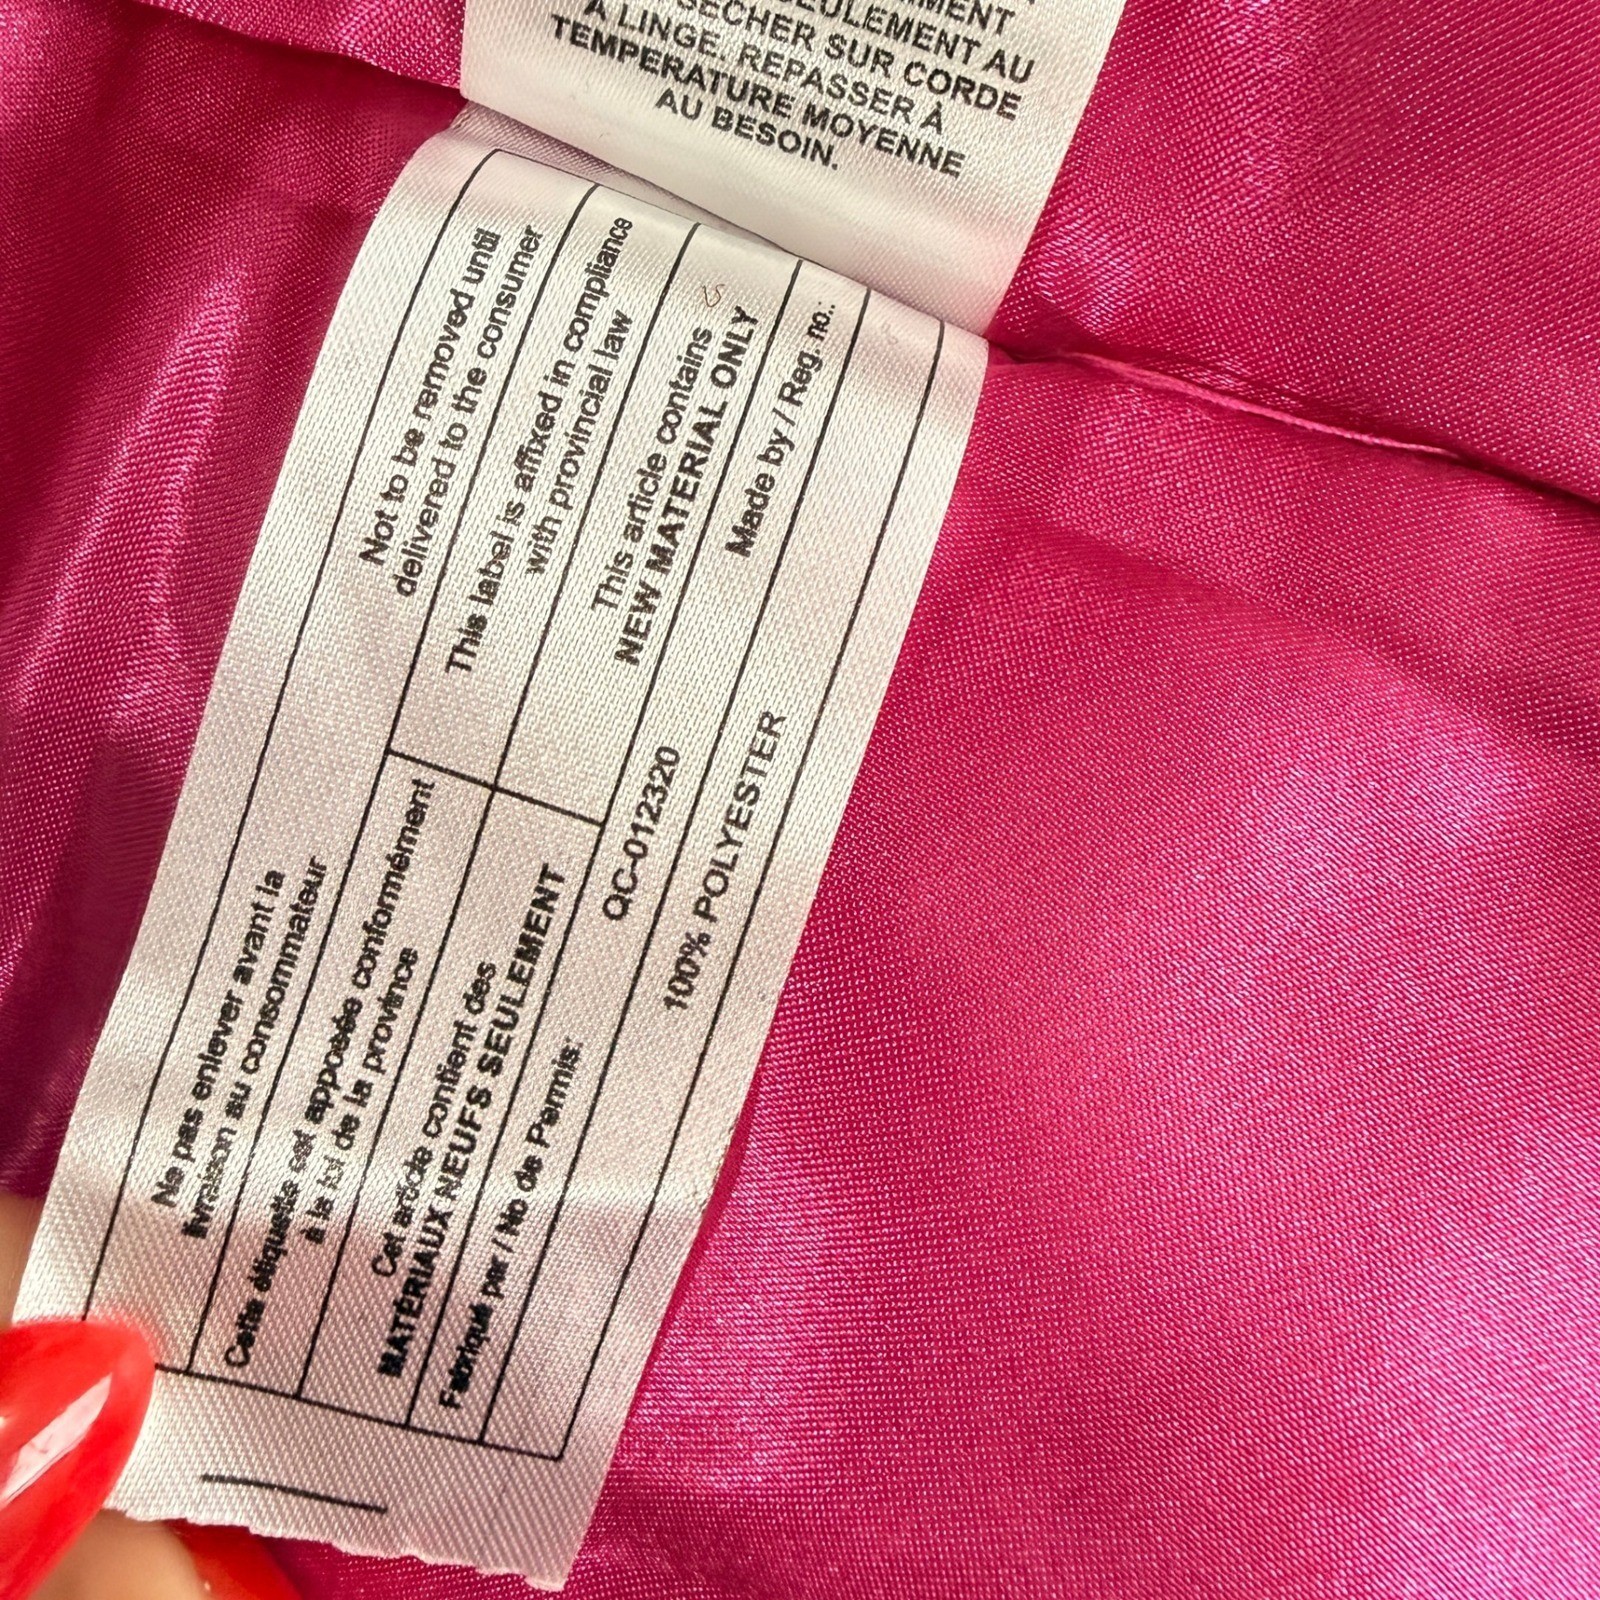 MENT
SEULEMENT AU
SÉCHER SUR CORDE
À LINGE. REPASSER À
TEMPERATURE MOYENNE
AU BESOIN.
Not to be removed until
delivered to the consumer
This label is affixed in compliance
with provincial law
This article contains
NEW MATERIAL ONLY
Made by / Reg. no.:
Ne pas enlever avant la
livraison au consommateur
Cette étiquette est apposée conformément
à la loi de la province
Cet article contient des
MATÉRIAUX NEUFS SEULEMENT
Fabriqué par / No de Permis:
QC-012320
100% POLYESTER